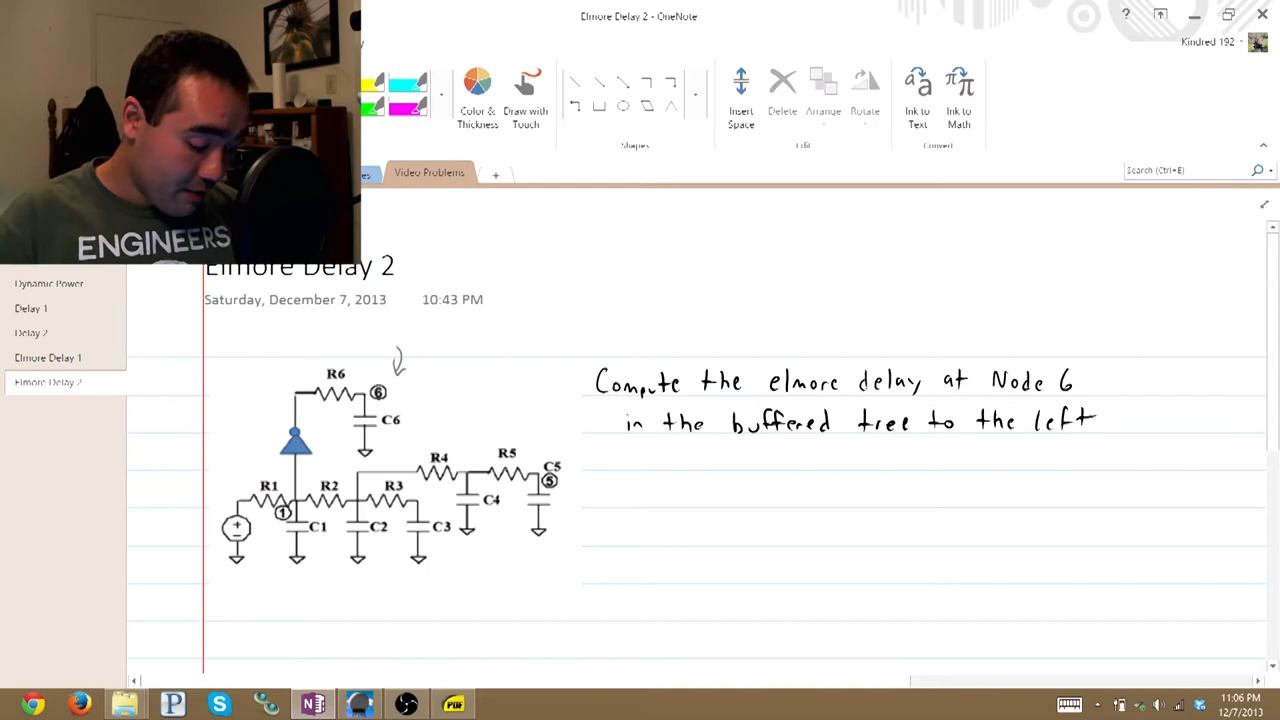 Elmore Delay 2 - OneNote
?
Kindred 192
Color & Thickness
Draw with Touch
Insert Space
Delete
Arrange
Rotate
Ink to Text
Ink to Math
Shapes
Edit
Convert
Video Problems
+
Search (Ctrl+E)
ENGINEERS
Elmore Delay 2
Saturday, December 7, 2013 10:43 PM
Dynamic Power
Delay 1
Delay 2
Elmore Delay 1
Elmore Delay 2
Compute the elmore delay at Node 6
in the buffered tree to the left
R6
6
C6
R4
R5
C5
5
R1
R2
R3
C4
1
C1
C2
C3
11:06 PM
12/7/2013